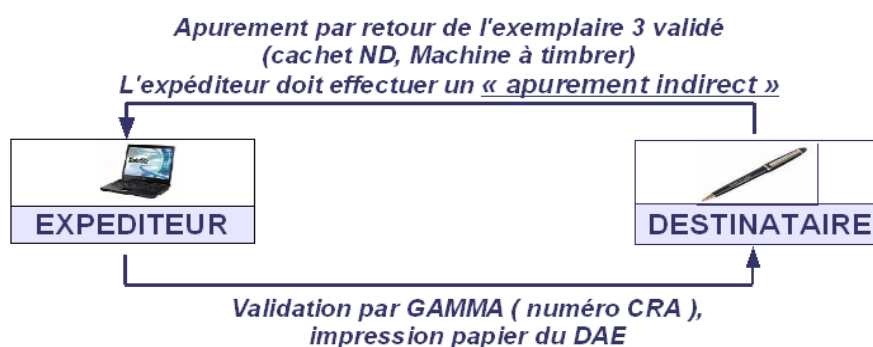 Apurement par retour de l'exemplaire 3 validé
(cachet ND, Machine à timbrer)
L'expéditeur doit effectuer un « apurement indirect »
EXPEDITEUR
DESTINATAIRE
Validation par GAMMA ( numéro CRA ),
impression papier du DAE